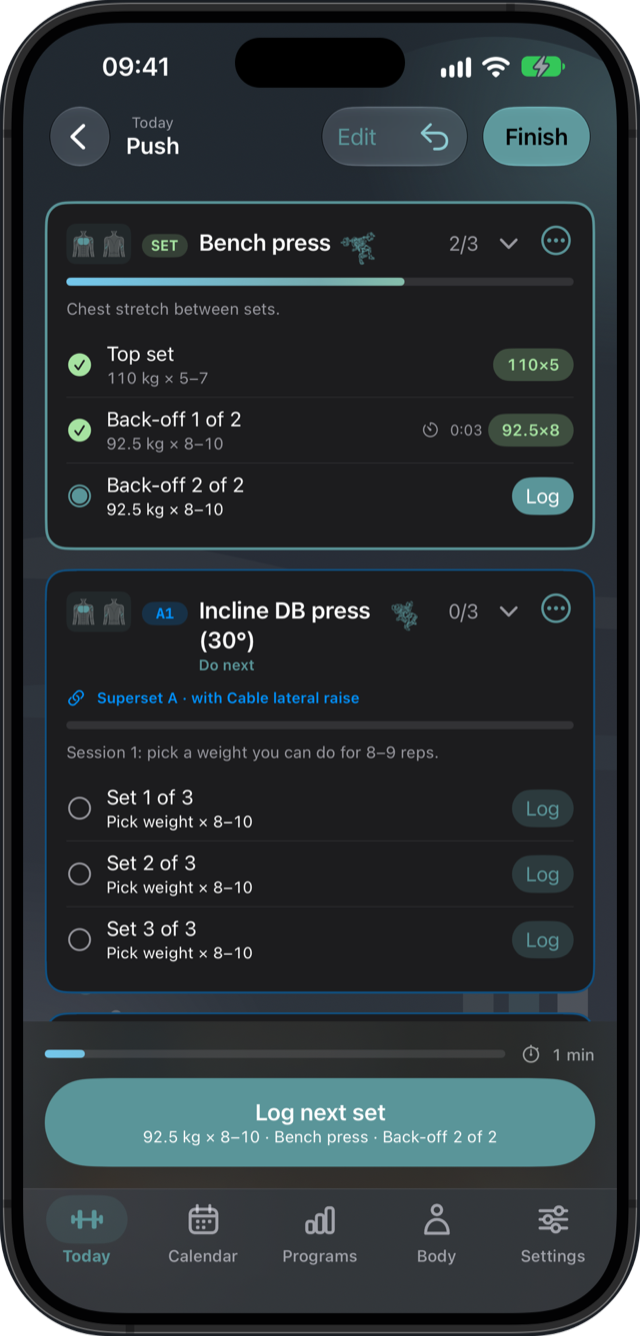 09:41
Today
Push
Edit
Finish
SET Bench press 2/3
Chest stretch between sets.
Top set
110 kg × 5–7
110×5
Back-off 1 of 2
92.5 kg × 8–10
0:03 92.5×8
Back-off 2 of 2
92.5 kg × 8–10
Log
A1 Incline DB press 0/3
(30°)
Do next
Superset A · with Cable lateral raise
Session 1: pick a weight you can do for 8–9 reps.
Set 1 of 3
Pick weight × 8–10
Log
Set 2 of 3
Pick weight × 8–10
Log
Set 3 of 3
Pick weight × 8–10
Log
1 min
Log next set
92.5 kg × 8–10 · Bench press · Back-off 2 of 2
Today Calendar Programs Body Settings